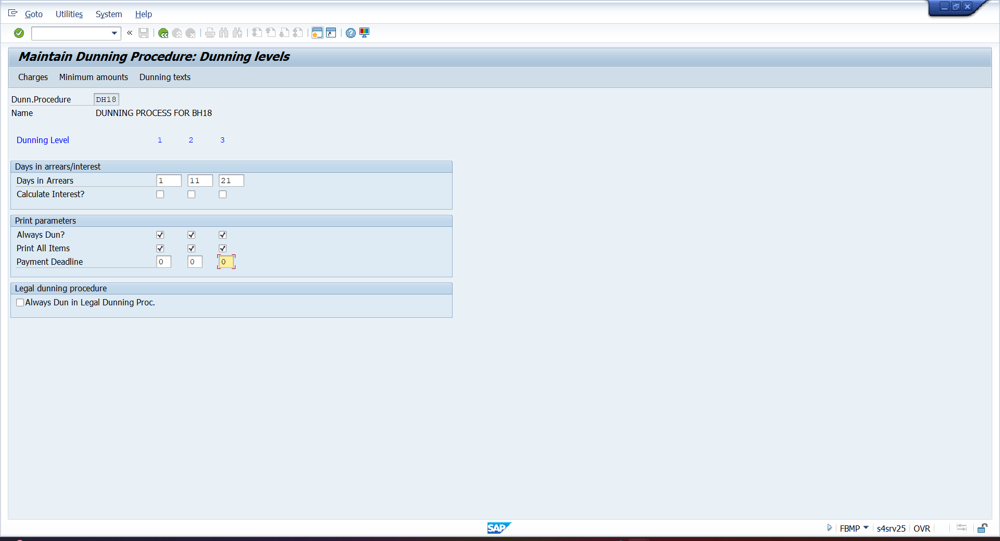 Goto Utilities System Help
Maintain Dunning Procedure: Dunning levels
Charges Minimum amounts Dunning texts
Dunn.Procedure DH18
Name DUNNING PROCESS FOR BH18
Dunning Level 1 2 3
Days in arrears/interest
Days in Arrears 1 11 21
Calculate Interest?
Print parameters
Always Dun?
Print All Items
Payment Deadline 0 0 0
Legal dunning procedure
Always Dun in Legal Dunning Proc.
SAP FBMP s4srv25 OVR